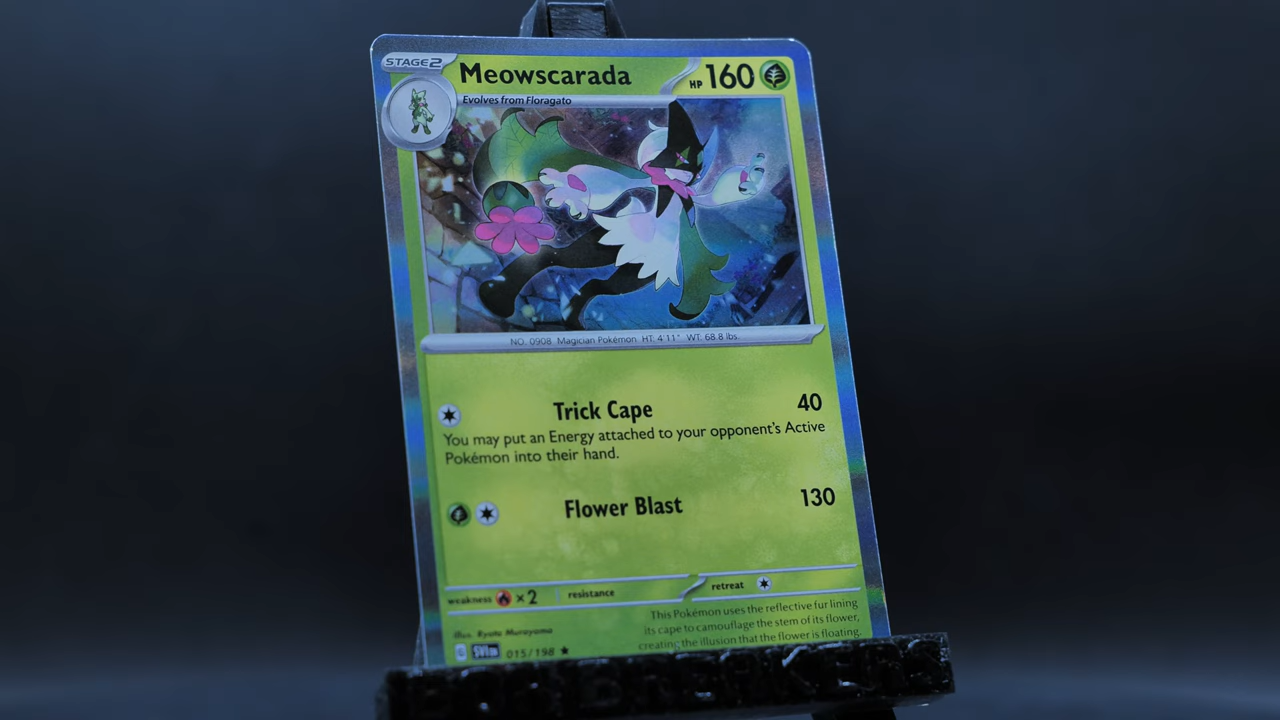 STAGE2 Meowscarada HP 160
Evolves from Floragato
NO. 0908 Magician Pokémon HT: 4'11" WT: 68.8 lbs.
Trick Cape 40
You may put an Energy attached to your opponent's Active
Pokémon into their hand.
Flower Blast 130
weakness ×2 resistance retreat
This Pokémon uses the reflective fur lining
its cape to camouflage the stem of its flower,
creating the illusion that the flower is floating.
Illus. Ryota Murayama
G SVI EN 015/198 ★